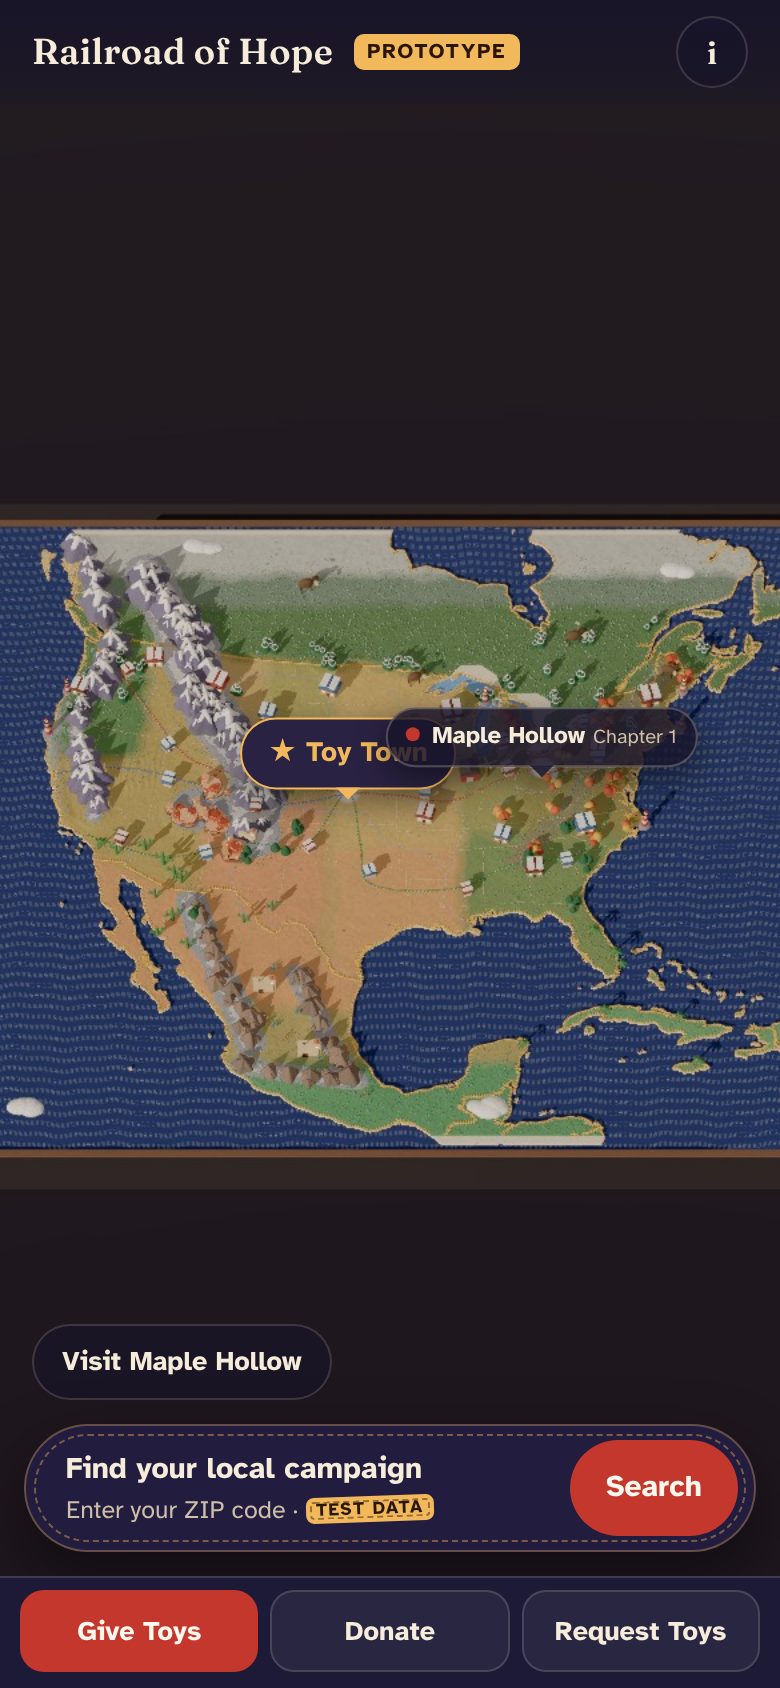 Railroad of Hope PROTOTYPE i
★ Toy Town
Maple Hollow Chapter 1
Visit Maple Hollow
Find your local campaign
Enter your ZIP code · TEST DATA
Search
Give Toys
Donate
Request Toys